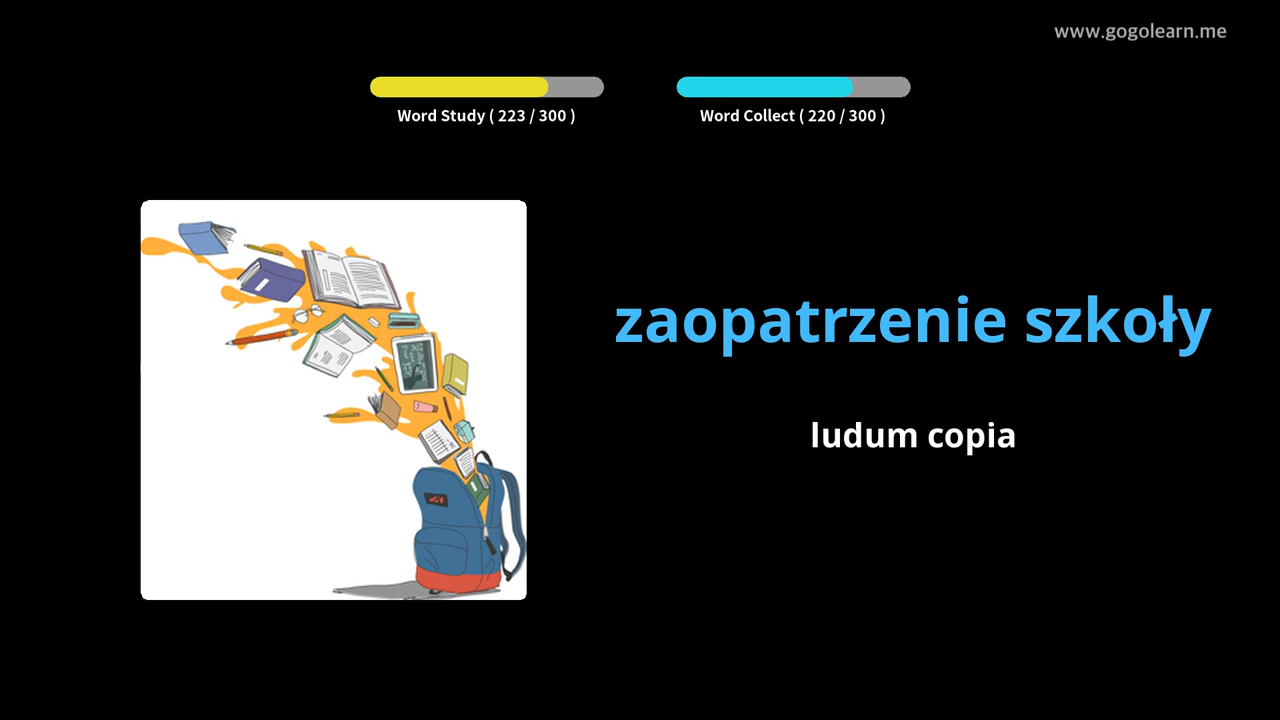 www.gogolearn.me
Word Study ( 223 / 300 )
Word Collect ( 220 / 300 )
zaopatrzenie szkoły
ludum copia